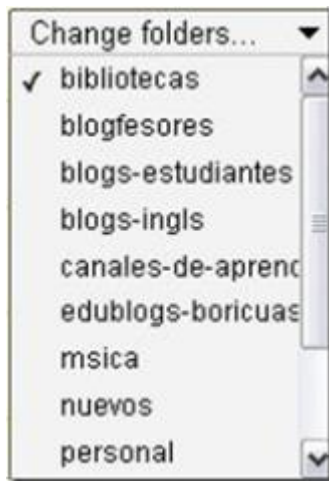 Change folders...
✓ bibliotecas
blogfesores
blogs-estudiantes
blogs-ingls
canales-de-aprenc
edublogs-boricuas
msica
nuevos
personal